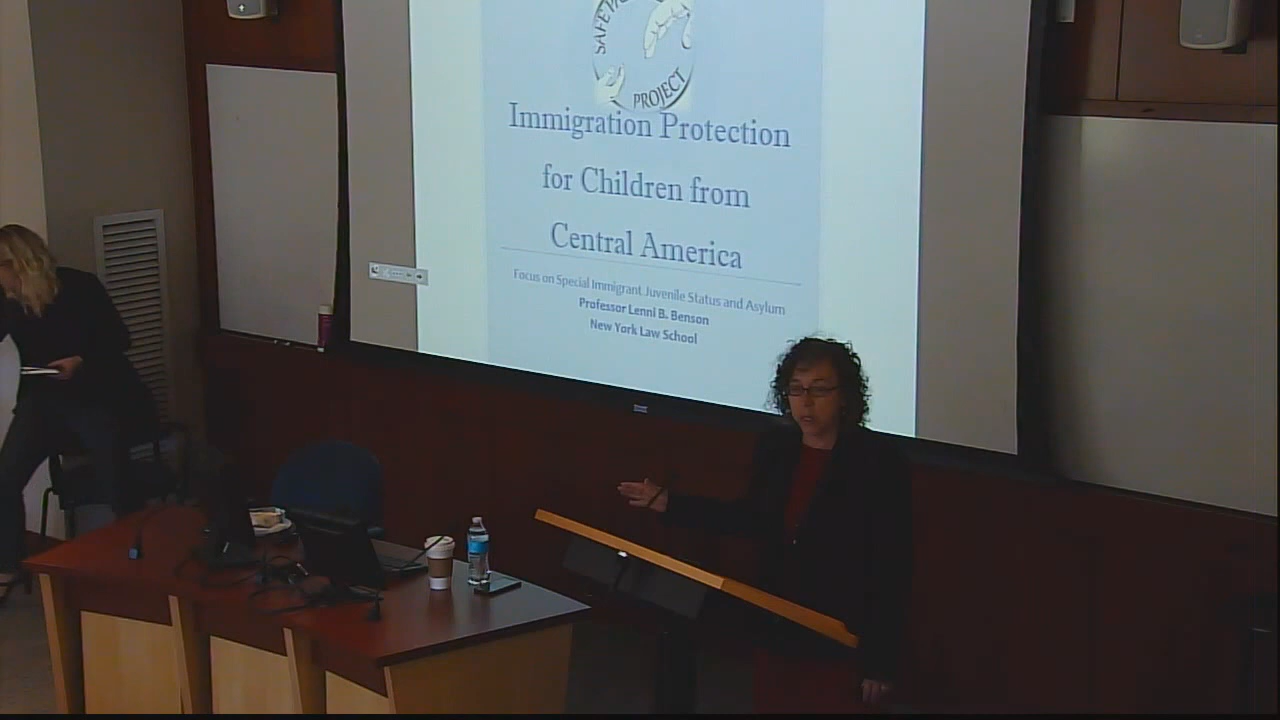 PROJECT
Immigration Protection
for Children from
Central America
Focus on Special Immigrant Juvenile Status and Asylum
Professor Lenni B. Benson
New York Law School